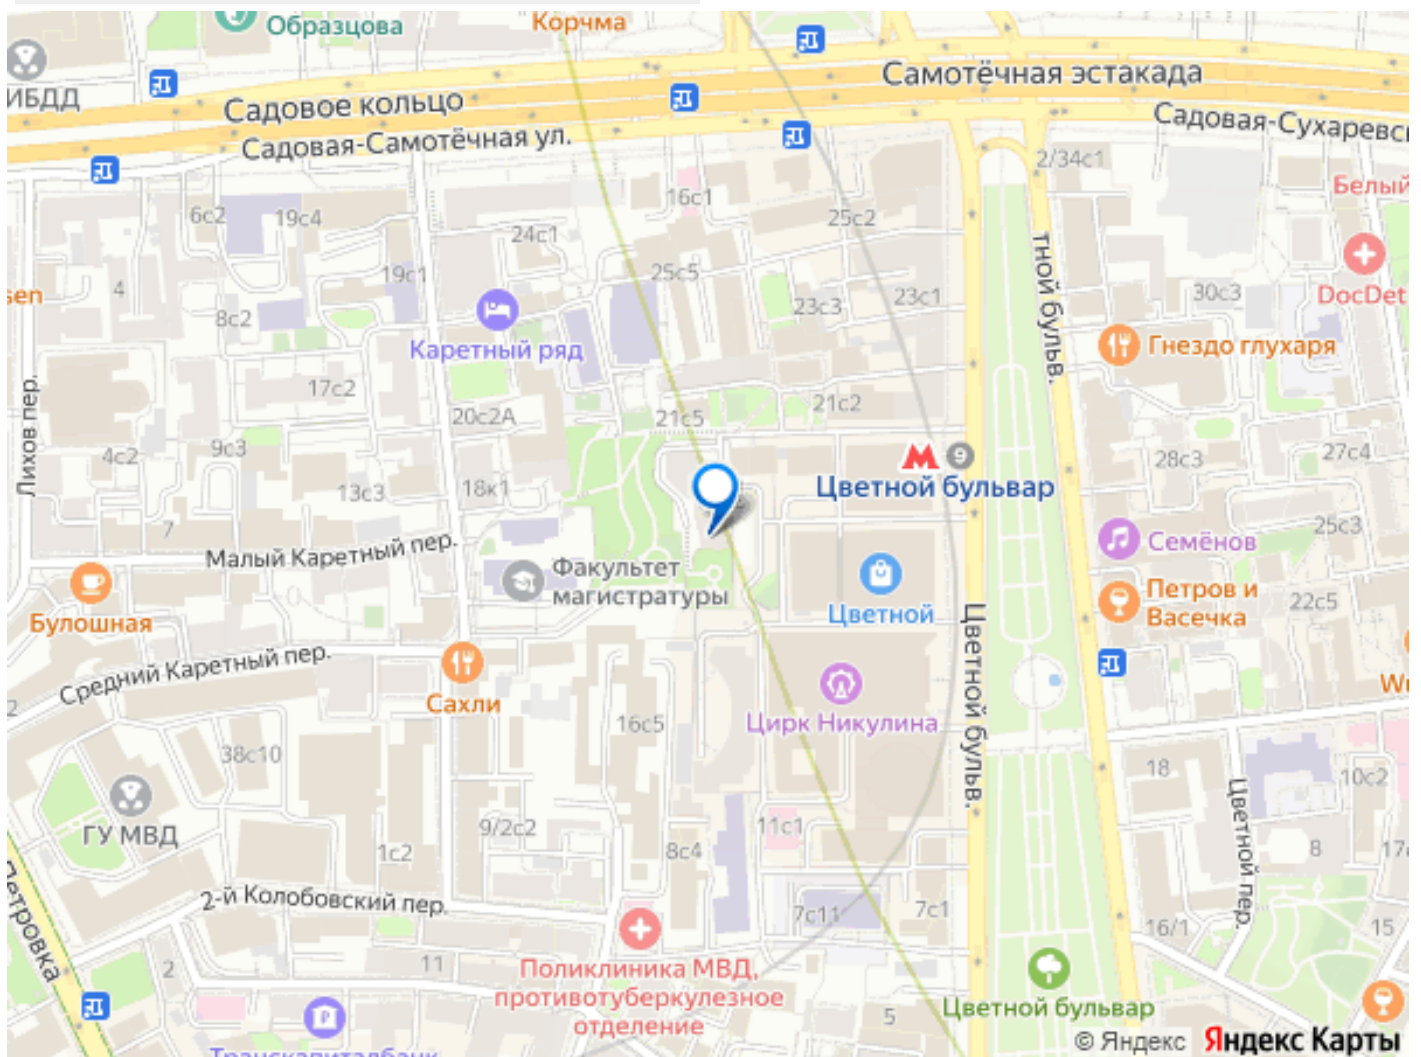 Образцова
Корчма
ИБДД
Садовое кольцо
Самотёчная эстакада
Садовая-Самотёчная ул.
Садовая-Сухаревс
2/34с1
16с1
Белый
6с2
19с4
24с1
25с2
тной бульв.
19с1
25с5
4
sen
8с2
23с3
23с1
30с3
DocDet
Каретный ряд
Гнездо глухаря
17с2
20с2А
21с5
21с2
Лихов пер.
4с2
9с3
28с3
27с4
9
13с3
18к1
Цветной бульвар
7
Малый Каретный пер.
25с3
Семёнов
Факультет
магистратуры
Булошная
Цветной
Петров и
Васечка
22с5
Средний Каретный пер.
Сахли
Цирк Никулина
Цветной бульв.
Wu
2
16с5
38с10
18
10с2
Цветной пер.
ГУ МВД
9/2с2
11с1
1с2
8с4
8
17
Петровка
2-й Колобовский пер.
7с11
7с1
16/1
15
2
11
Поликлиника МВД,
противотуберкулезное
отделение
Цветной бульвар
5
Транскапиталбанк
© Яндекс Яндекс Карты